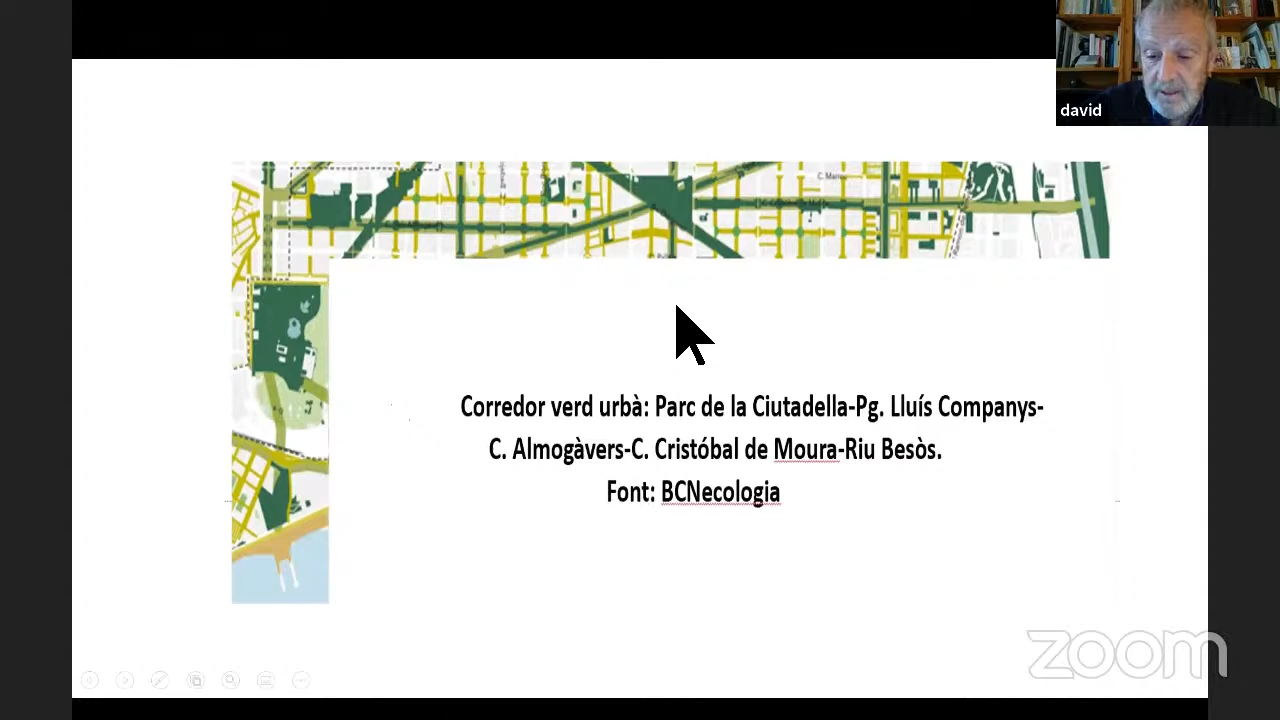 david
C. Marroc
Corredor verd urbà: Parc de la Ciutadella-Pg. Lluís Companys-
C. Almogàvers-C. Cristóbal de Moura-Riu Besòs.
Font: BCNecologia
zoom